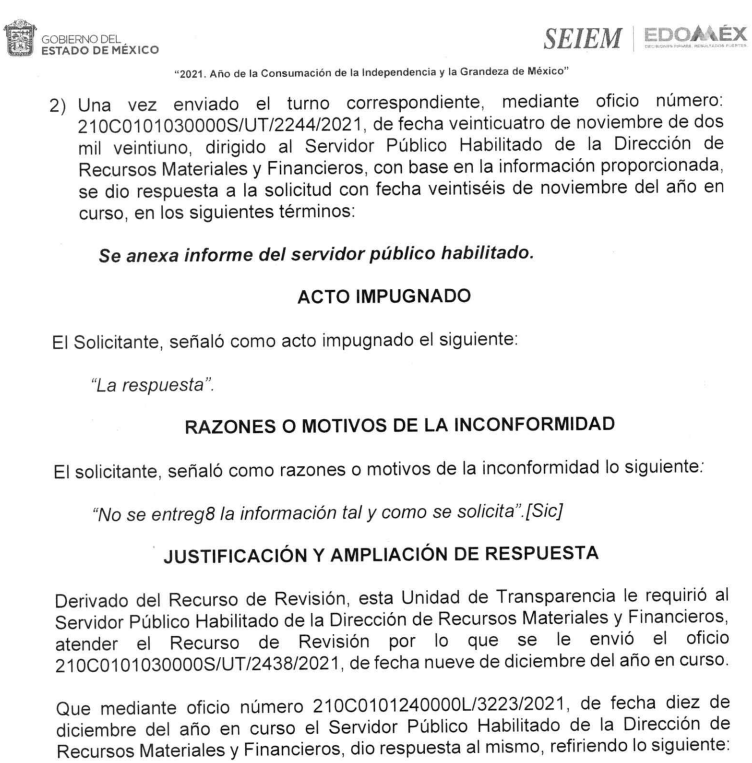 GOBIERNO DEL
ESTADO DE MÉXICO
SEIEM
EDOMÉX
DECISIONES FIRMES, RESULTADOS FUERTES
"2021. Año de la Consumación de la Independencia y la Grandeza de México"
2) Una vez enviado el turno correspondiente, mediante oficio número:
210C0101030000S/UT/2244/2021, de fecha veinticuatro de noviembre de dos
mil veintiuno, dirigido al Servidor Público Habilitado de la Dirección de
Recursos Materiales y Financieros, con base en la información proporcionada,
se dio respuesta a la solicitud con fecha veintiséis de noviembre del año en
curso, en los siguientes términos:
Se anexa informe del servidor público habilitado.
ACTO IMPUGNADO
El Solicitante, señaló como acto impugnado el siguiente:
"La respuesta".
RAZONES O MOTIVOS DE LA INCONFORMIDAD
El solicitante, señaló como razones o motivos de la inconformidad lo siguiente:
"No se entreg8 la información tal y como se solicita".[Sic]
JUSTIFICACIÓN Y AMPLIACIÓN DE RESPUESTA
Derivado del Recurso de Revisión, esta Unidad de Transparencia le requirió al
Servidor Público Habilitado de la Dirección de Recursos Materiales y Financieros,
atender el Recurso de Revisión por lo que se le envió el oficio
210C0101030000S/UT/2438/2021, de fecha nueve de diciembre del año en curso.
Que mediante oficio número 210C0101240000L/3223/2021, de fecha diez de
diciembre del año en curso el Servidor Público Habilitado de la Dirección de
Recursos Materiales y Financieros, dio respuesta al mismo, refiriendo lo siguiente: